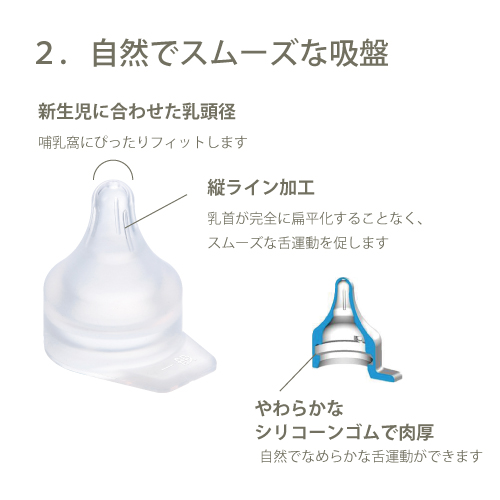 ２．自然でスムーズな吸盤
新生児に合わせた乳頭径
哺乳窩にぴったりフィットします
縦ライン加工
乳首が完全に扁平化することなく、
スムーズな舌運動を促します
やわらかな
シリコーンゴムで肉厚
自然でなめらかな舌運動ができます